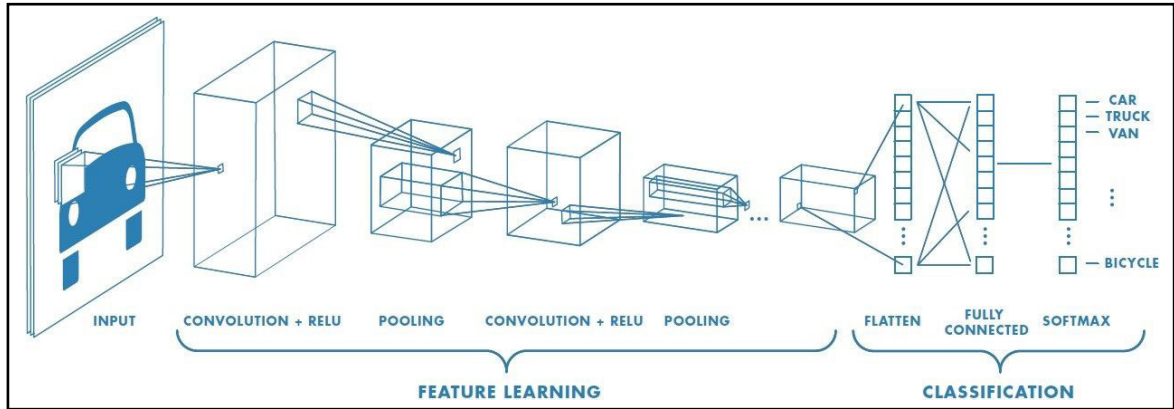 CAR
TRUCK
VAN
BICYCLE
INPUT
CONVOLUTION + RELU
POOLING
CONVOLUTION + RELU
POOLING
FLATTEN
FULLY
CONNECTED
SOFTMAX
FEATURE LEARNING
CLASSIFICATION